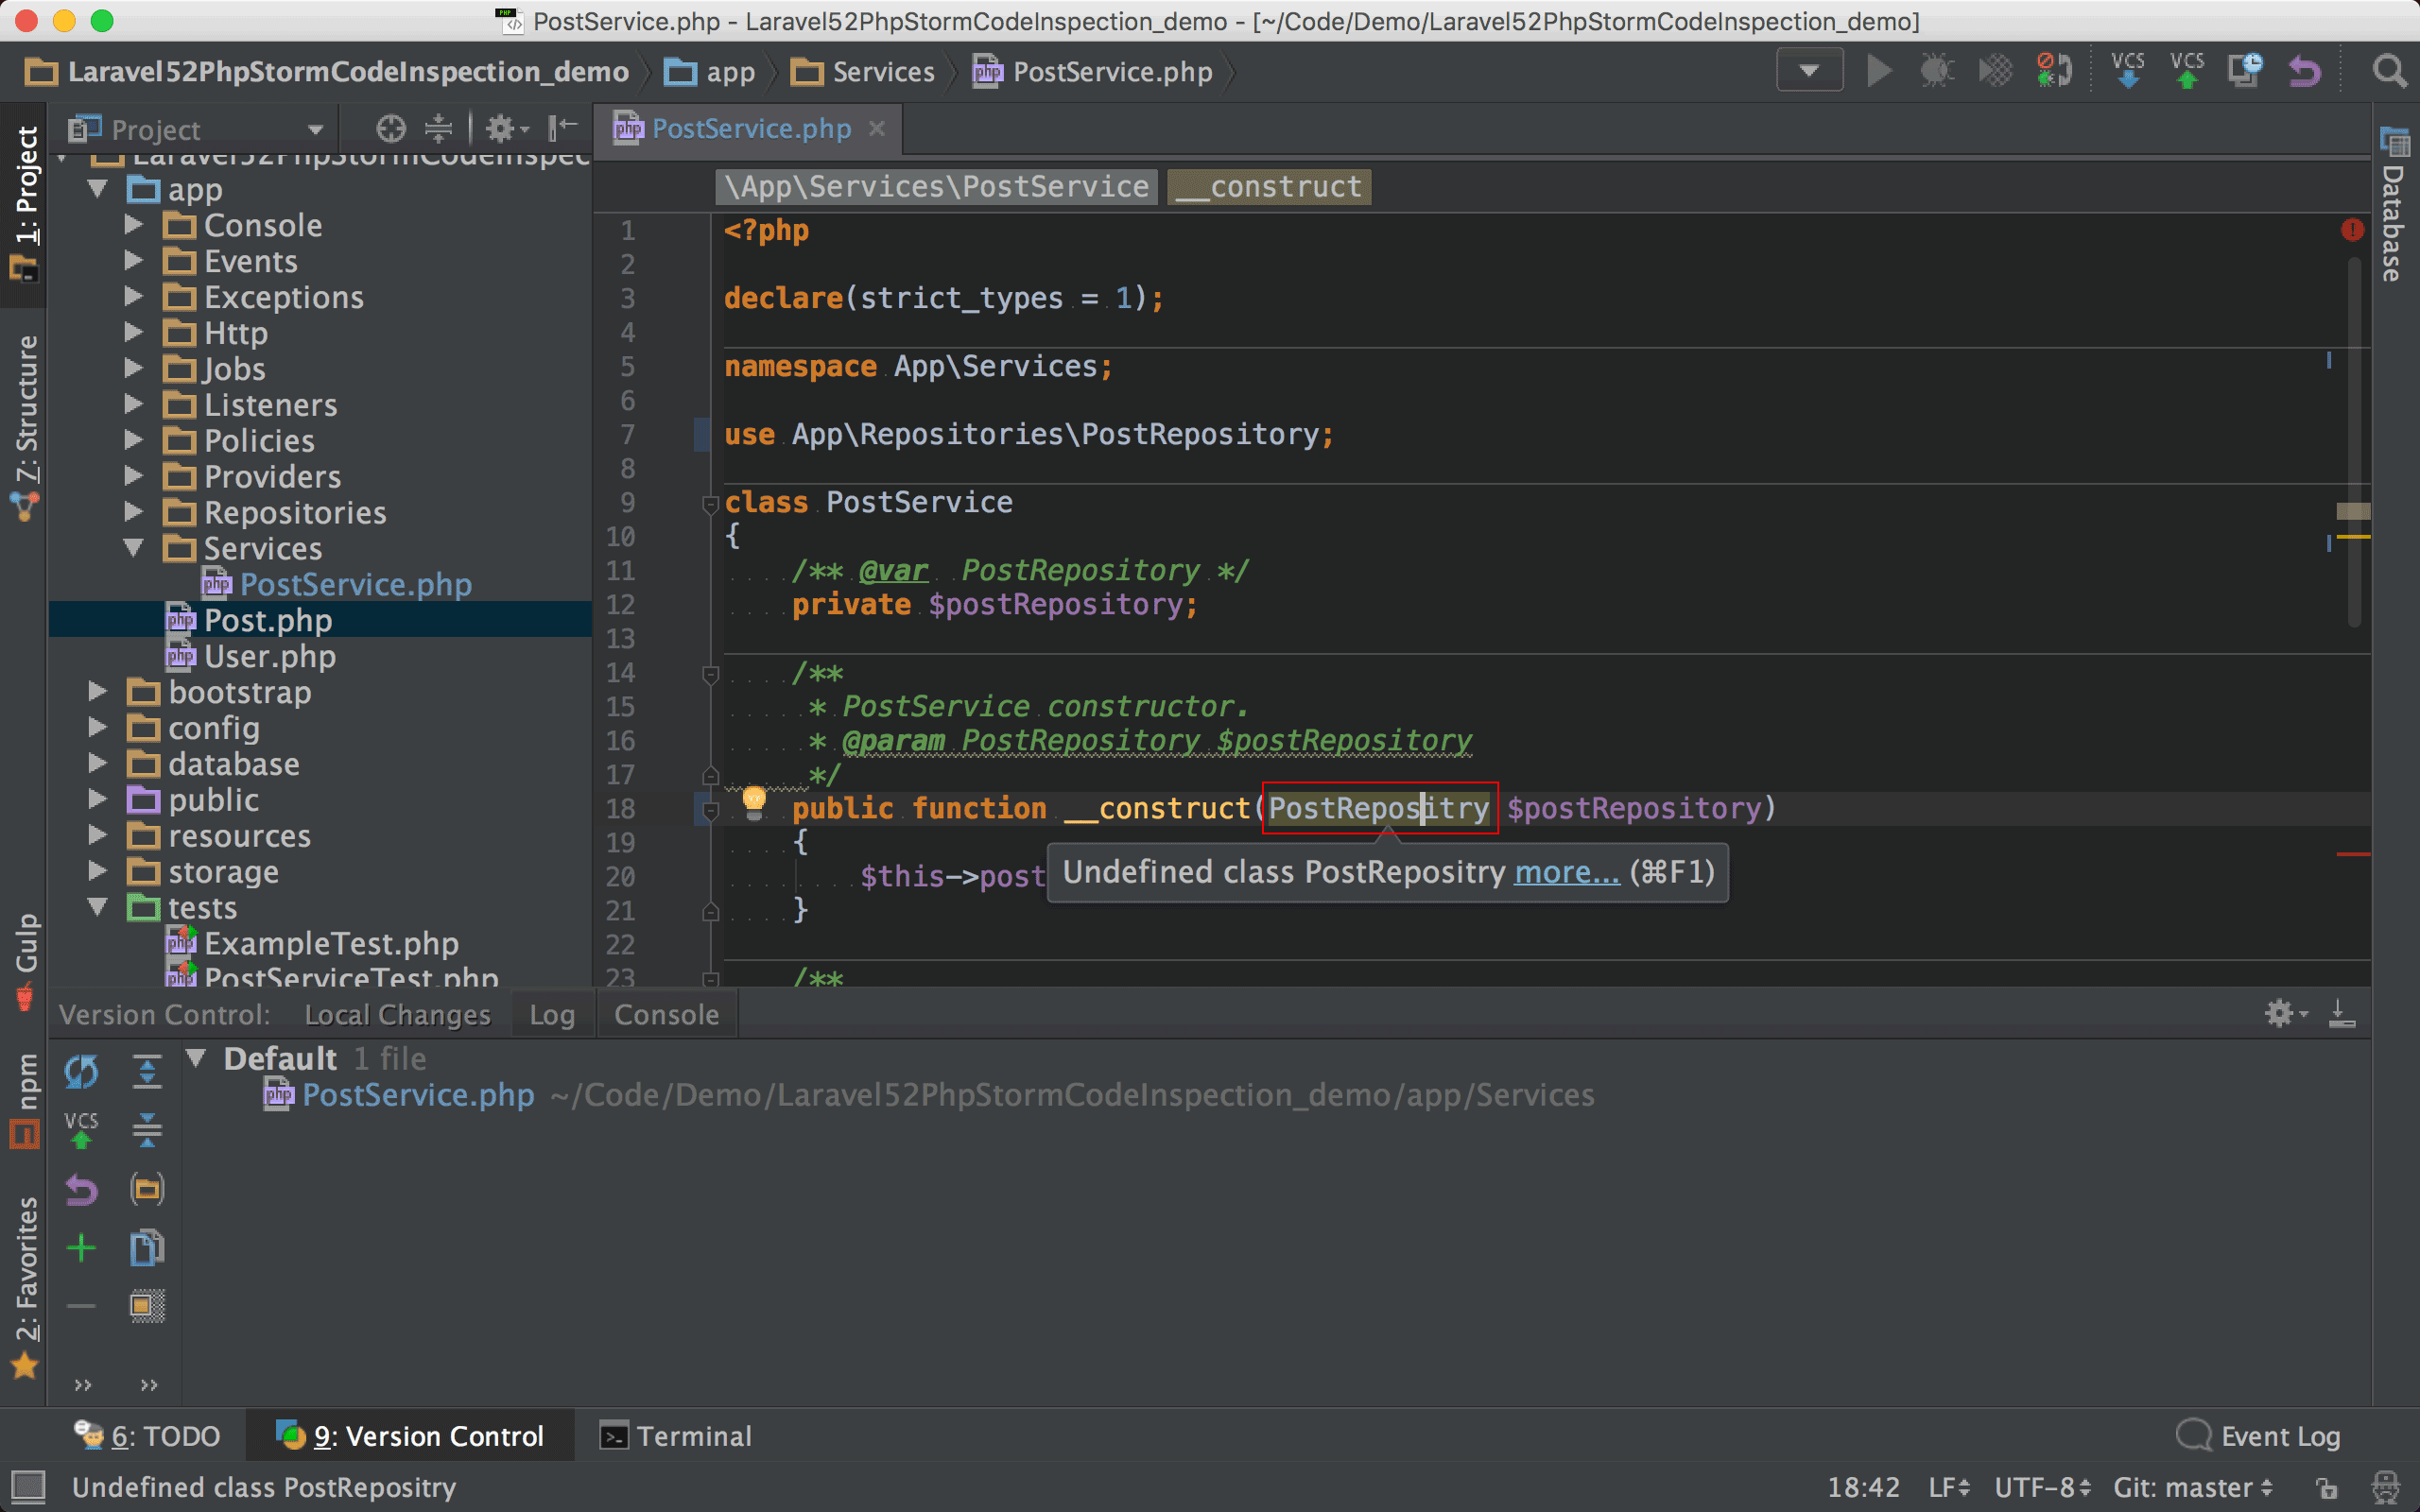 PostService.php - Laravel52PhpStormCodeInspection_demo - [~/Code/Demo/Laravel52PhpStormCodeInspection_demo]
Laravel52PhpStormCodeInspection_demo app Services PostService.php
VCS VCS
1: Project
Z: Structure
Gulp
npm
2: Favorites
Project
Laravel52PhpStormCodeInspec
app
Console
Events
Exceptions
Http
Jobs
Listeners
Policies
Providers
Repositories
Services
PostService.php
Post.php
User.php
bootstrap
config
database
public
resources
storage
tests
ExampleTest.php
PostServiceTest.php
PostService.php
\App\Services\PostService __construct
1 <?php
2
3 declare(strict_types = 1);
4
5 namespace App\Services;
6
7 use App\Repositories\PostRepository;
8
9 class PostService
10 {
11 /** @var PostRepository */
12 private $postRepository;
13
14 /**
15 * PostService constructor.
16 * @param PostRepository $postRepository
17 */
18 public function __construct(PostRepositry $postRepository)
19 {
20 $this->post
Undefined class PostRepositry more... (⌘F1)
21 }
22
23 /**
Database
Version Control: Local Changes Log Console
Default 1 file
PostService.php ~/Code/Demo/Laravel52PhpStormCodeInspection_demo/app/Services
VCS
6: TODO 9: Version Control Terminal Event Log
Undefined class PostRepositry 18:42 LF UTF-8 Git: master